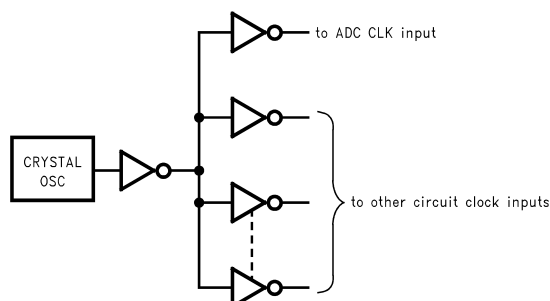 to ADC CLK input
CRYSTAL
OSC
to other circuit clock inputs